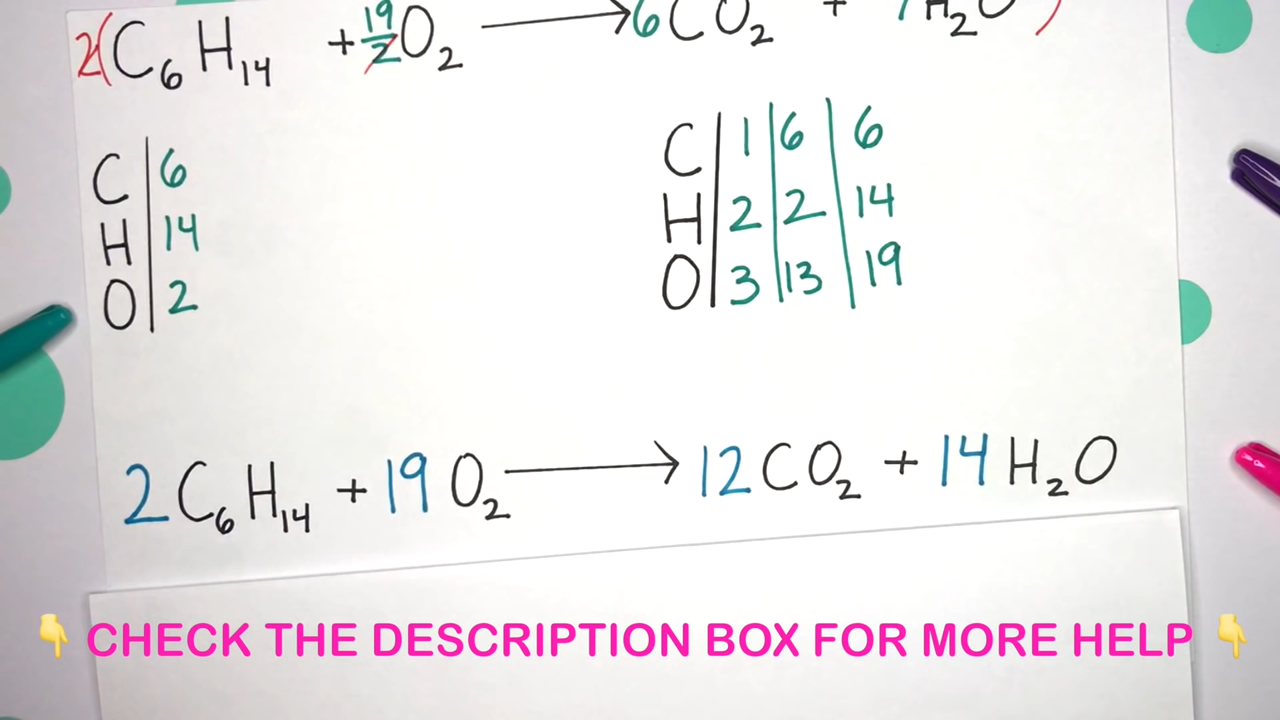 2(C₆H₁₄ + 19/2 O₂ → 6CO₂ + 7H₂O)
C 6
H 14
O 2
C 1 6 6
H 2 2 14
O 3 13 19
2C₆H₁₄ + 19O₂ → 12CO₂ + 14H₂O
👇 CHECK THE DESCRIPTION BOX FOR MORE HELP 👇